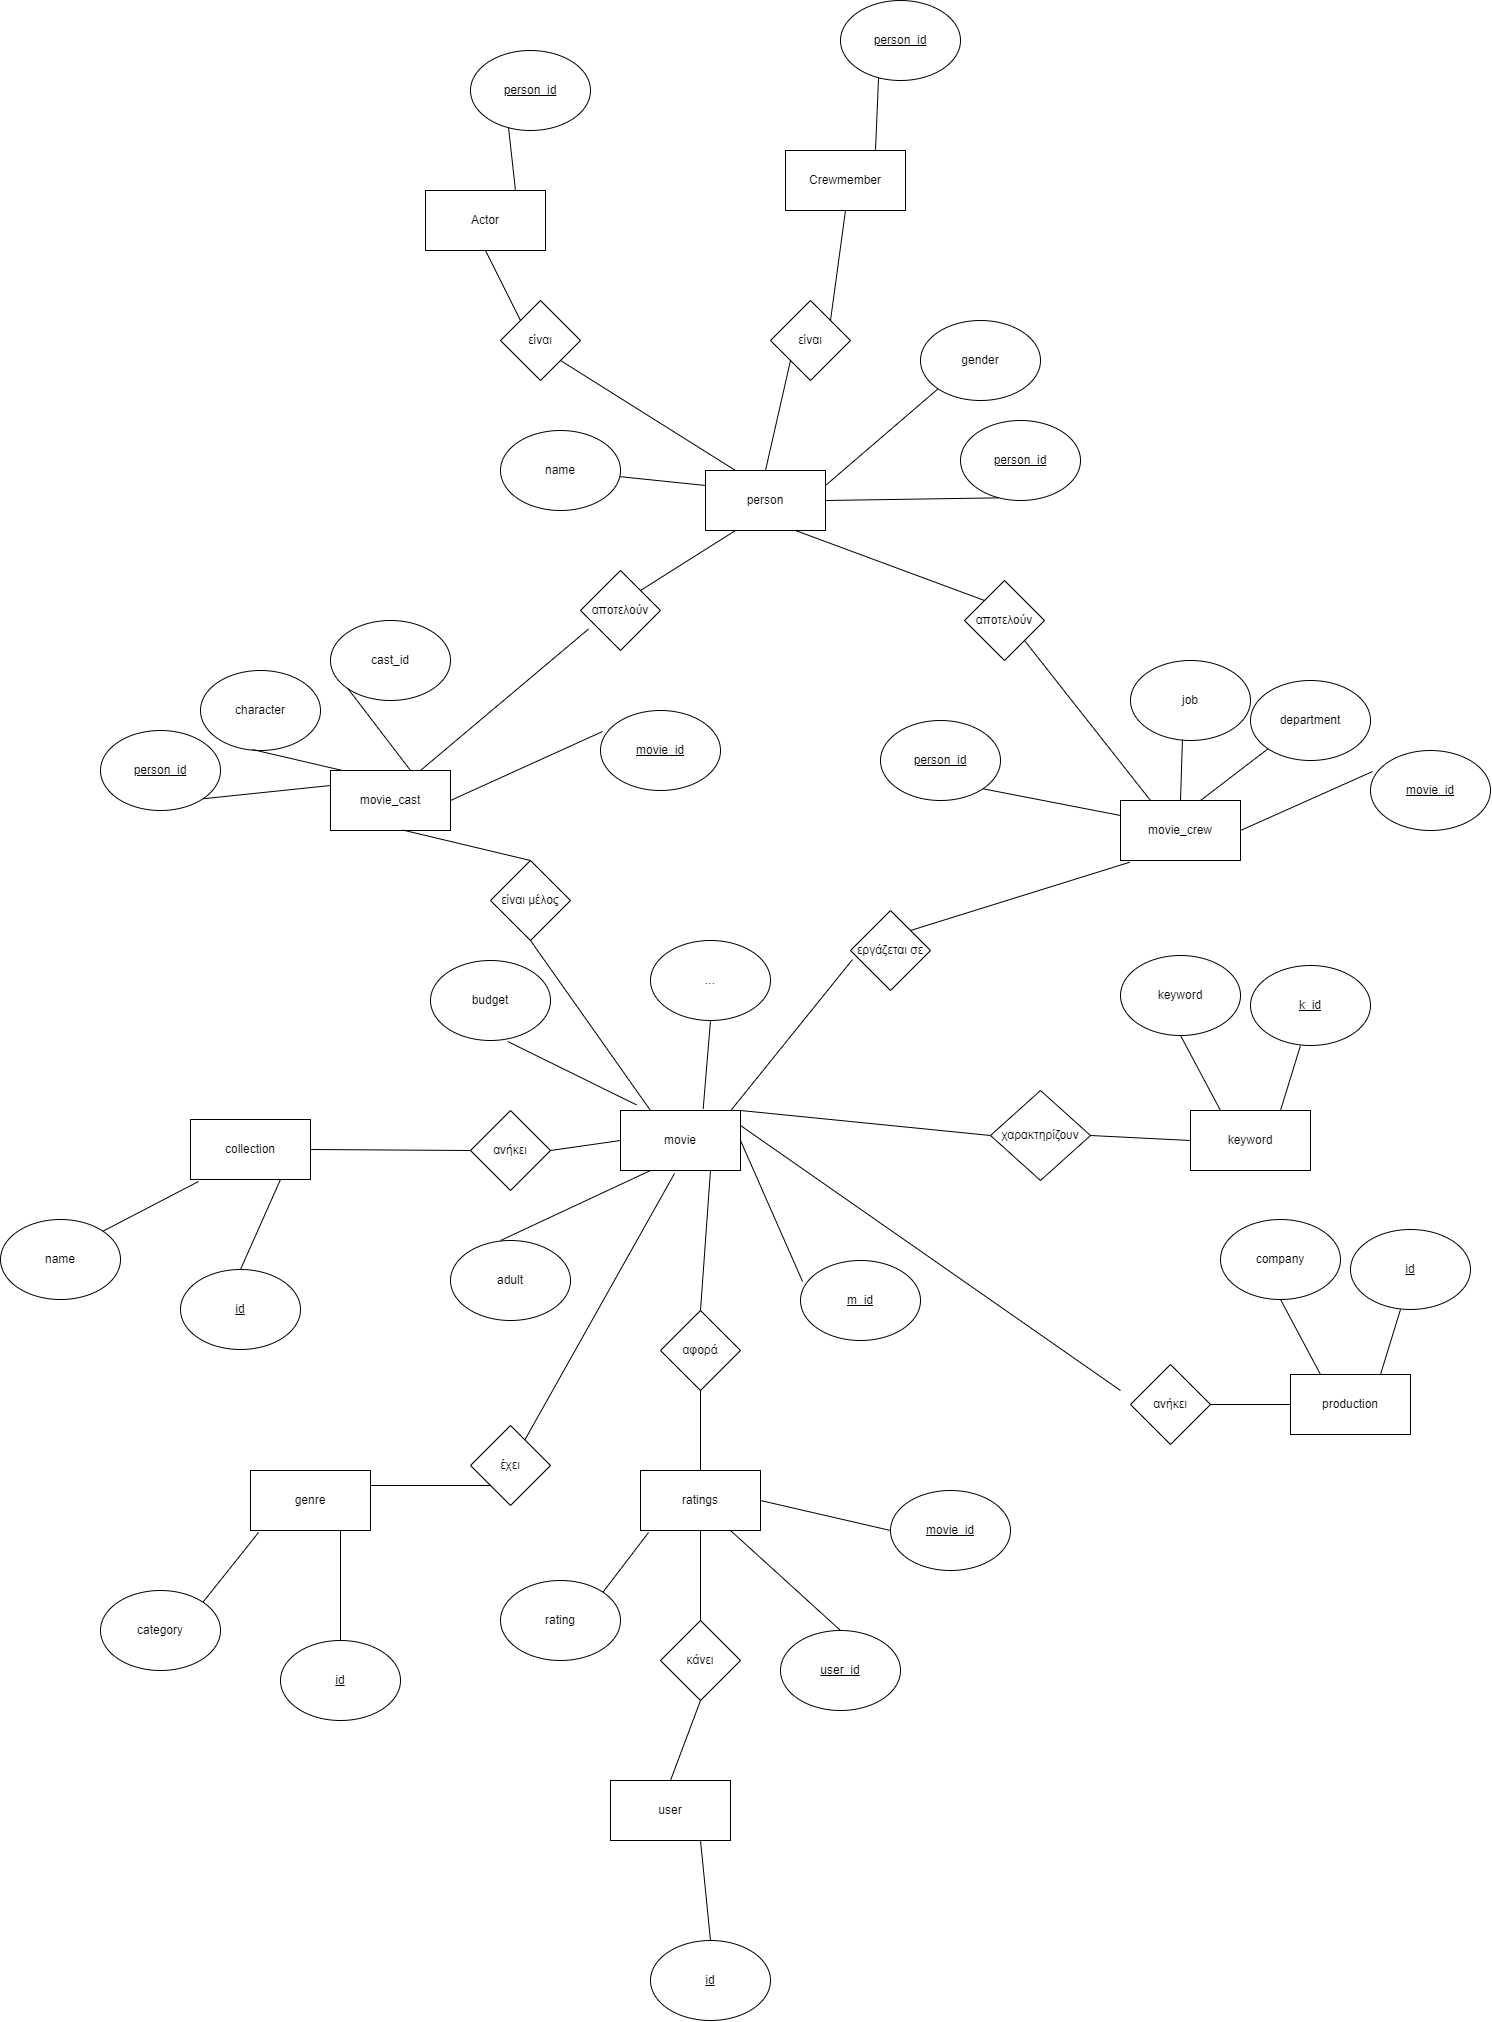 person_id
person_id
Crewmember
Actor
είναι
είναι
gender
person_id
name
person
αποτελούν
αποτελούν
cast_id
character
job
department
movie_id
person_id
person_id
movie_id
movie_cast
movie_crew
είναι μέλος
εργάζεται σε
...
budget
keyword
k_id
χαρακτηρίζουν
movie
keyword
collection
ανήκει
name
company
id
adult
m_id
id
αφορά
ανήκει
production
έχει
genre
ratings
movie_id
rating
category
κάνει
user_id
id
user
id